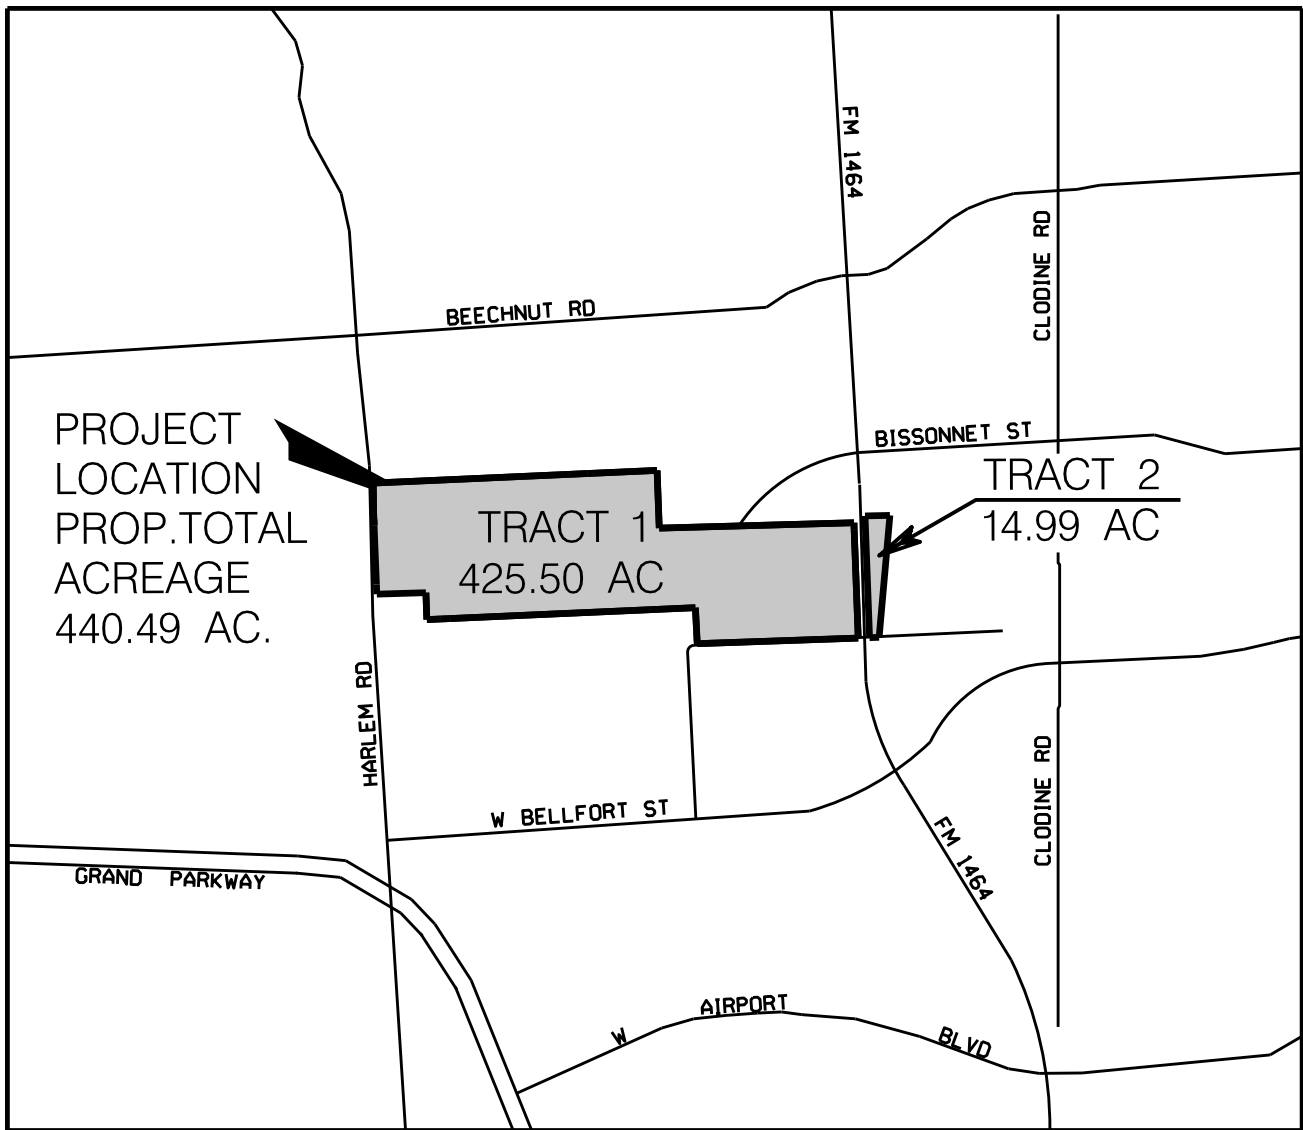 FM 1464
CLODINE RD
BEECHNUT RD
PROJECT
LOCATION
PROP.TOTAL
ACREAGE
440.49 AC.
BISSONNET ST
TRACT 2
14.99 AC
TRACT 1
425.50 AC
HARLEM RD
W BELLFORT ST
CLODINE RD
FM 1464
GRAND PARKWAY
W AIRPORT BLVD